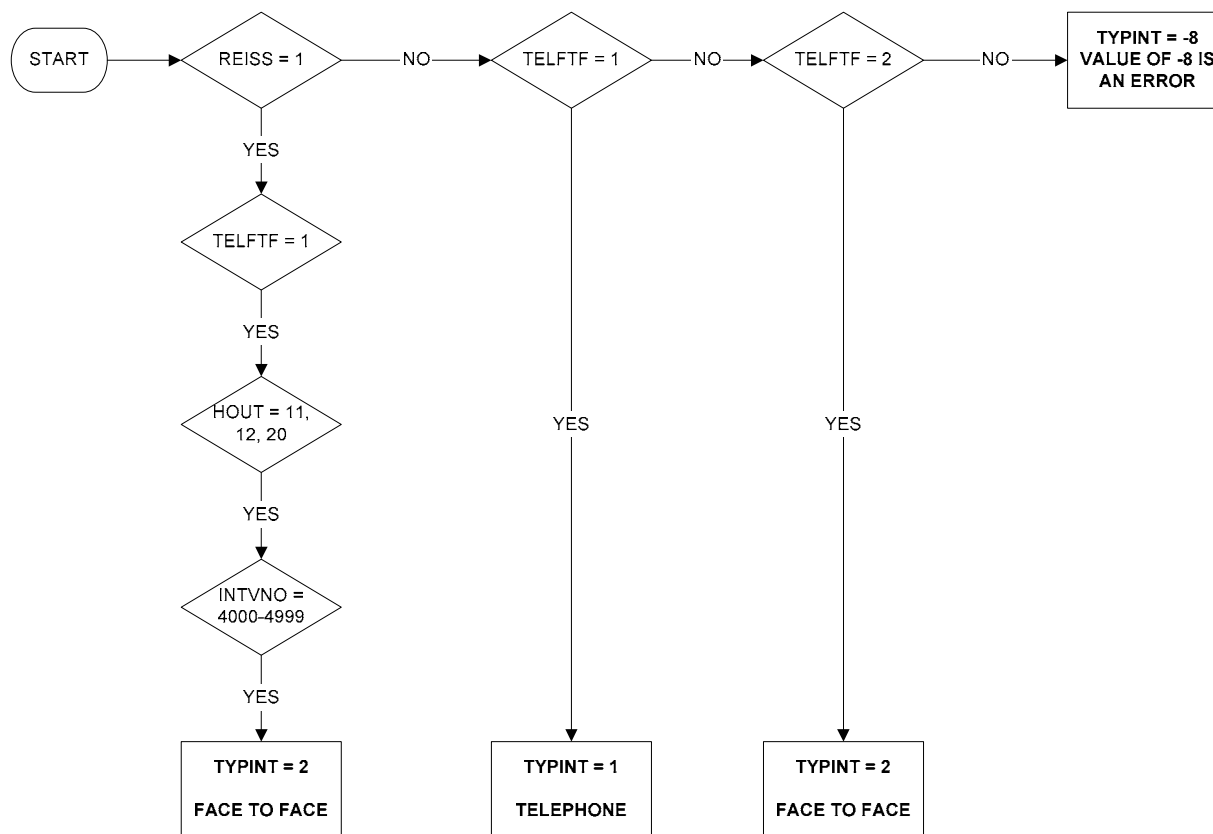 START
REISS = 1
NO
TELFTF = 1
NO
TELFTF = 2
NO
TYPINT = -8
VALUE OF -8 IS
AN ERROR
YES
TELFTF = 1
YES
HOUT = 11,
12, 20
YES
YES
YES
INTVNO =
4000-4999
YES
TYPINT = 2
FACE TO FACE
TYPINT = 1
TELEPHONE
TYPINT = 2
FACE TO FACE